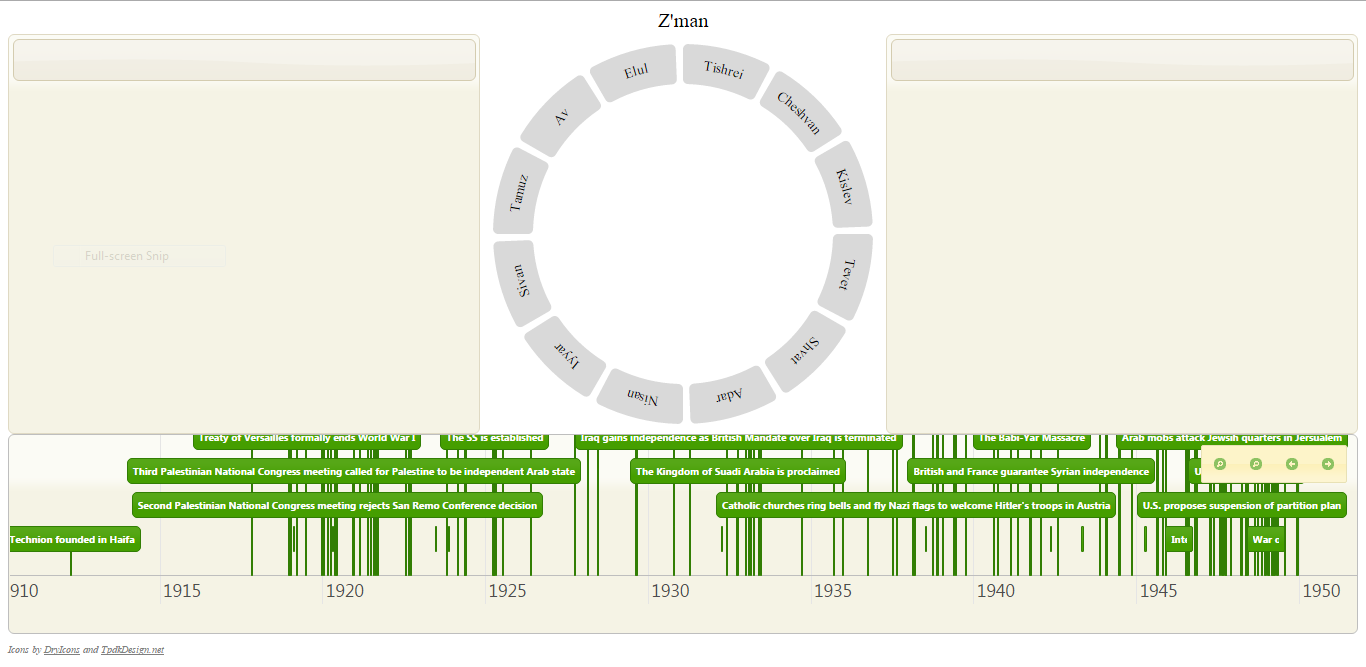 Z'man
Elul
Tishrei
Av
Cheshvan
Tamuz
Kislev
Sivan
Tevet
Iyyar
Shvat
Nisan
Adar
Full-screen Snip
Treaty of Versailles formally ends World War I
The SS is established
Iraq gains independence as British Mandate over Iraq is terminated
The Babi-Yar Massacre
Arab mobs attack Jewsih quarters in Jerusalem
Third Palestinian National Congress meeting called for Palestine to be independent Arab state
The Kingdom of Suadi Arabia is proclaimed
British and France guarantee Syrian independence
Second Palestinian National Congress meeting rejects San Remo Conference decision
Catholic churches ring bells and fly Nazi flags to welcome Hitler's troops in Austria
U.S. proposes suspension of partition plan
Technion founded in Haifa
Inte
War o
910 1915 1920 1925 1930 1935 1940 1945 1950
Icons by DryIcons and TpdkDesign.net